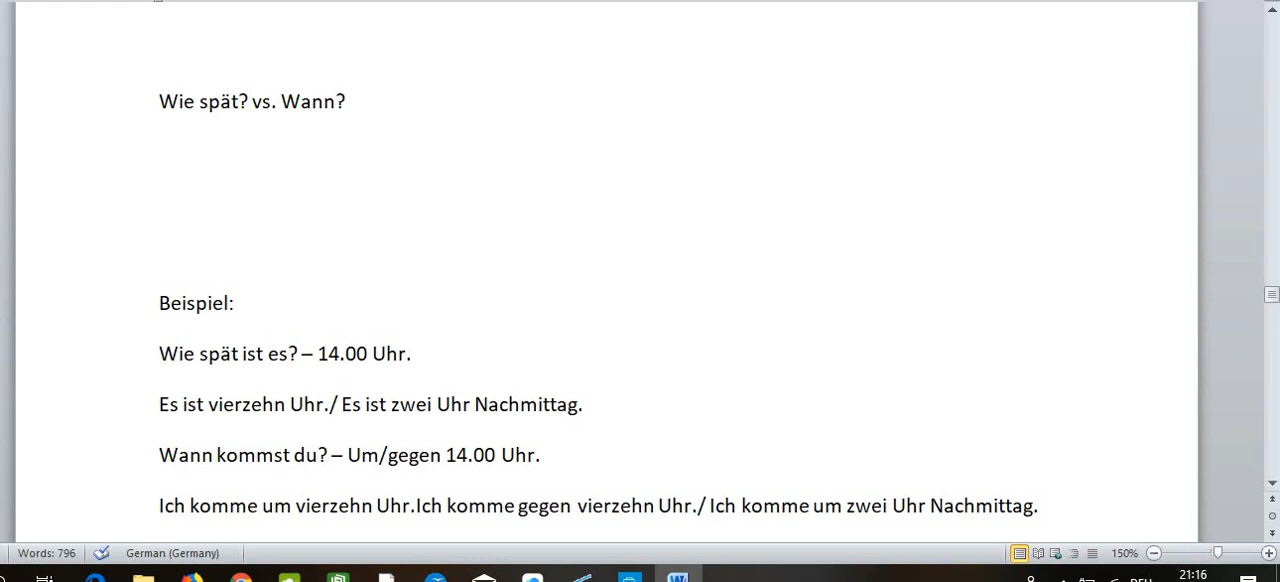 Wie spät? vs. Wann?
Beispiel:
Wie spät ist es? – 14.00 Uhr.
Es ist vierzehn Uhr./ Es ist zwei Uhr Nachmittag.
Wann kommst du? – Um/gegen 14.00 Uhr.
Ich komme um vierzehn Uhr.Ich komme gegen vierzehn Uhr./ Ich komme um zwei Uhr Nachmittag.
Words: 796 German (Germany) 150%
21:16